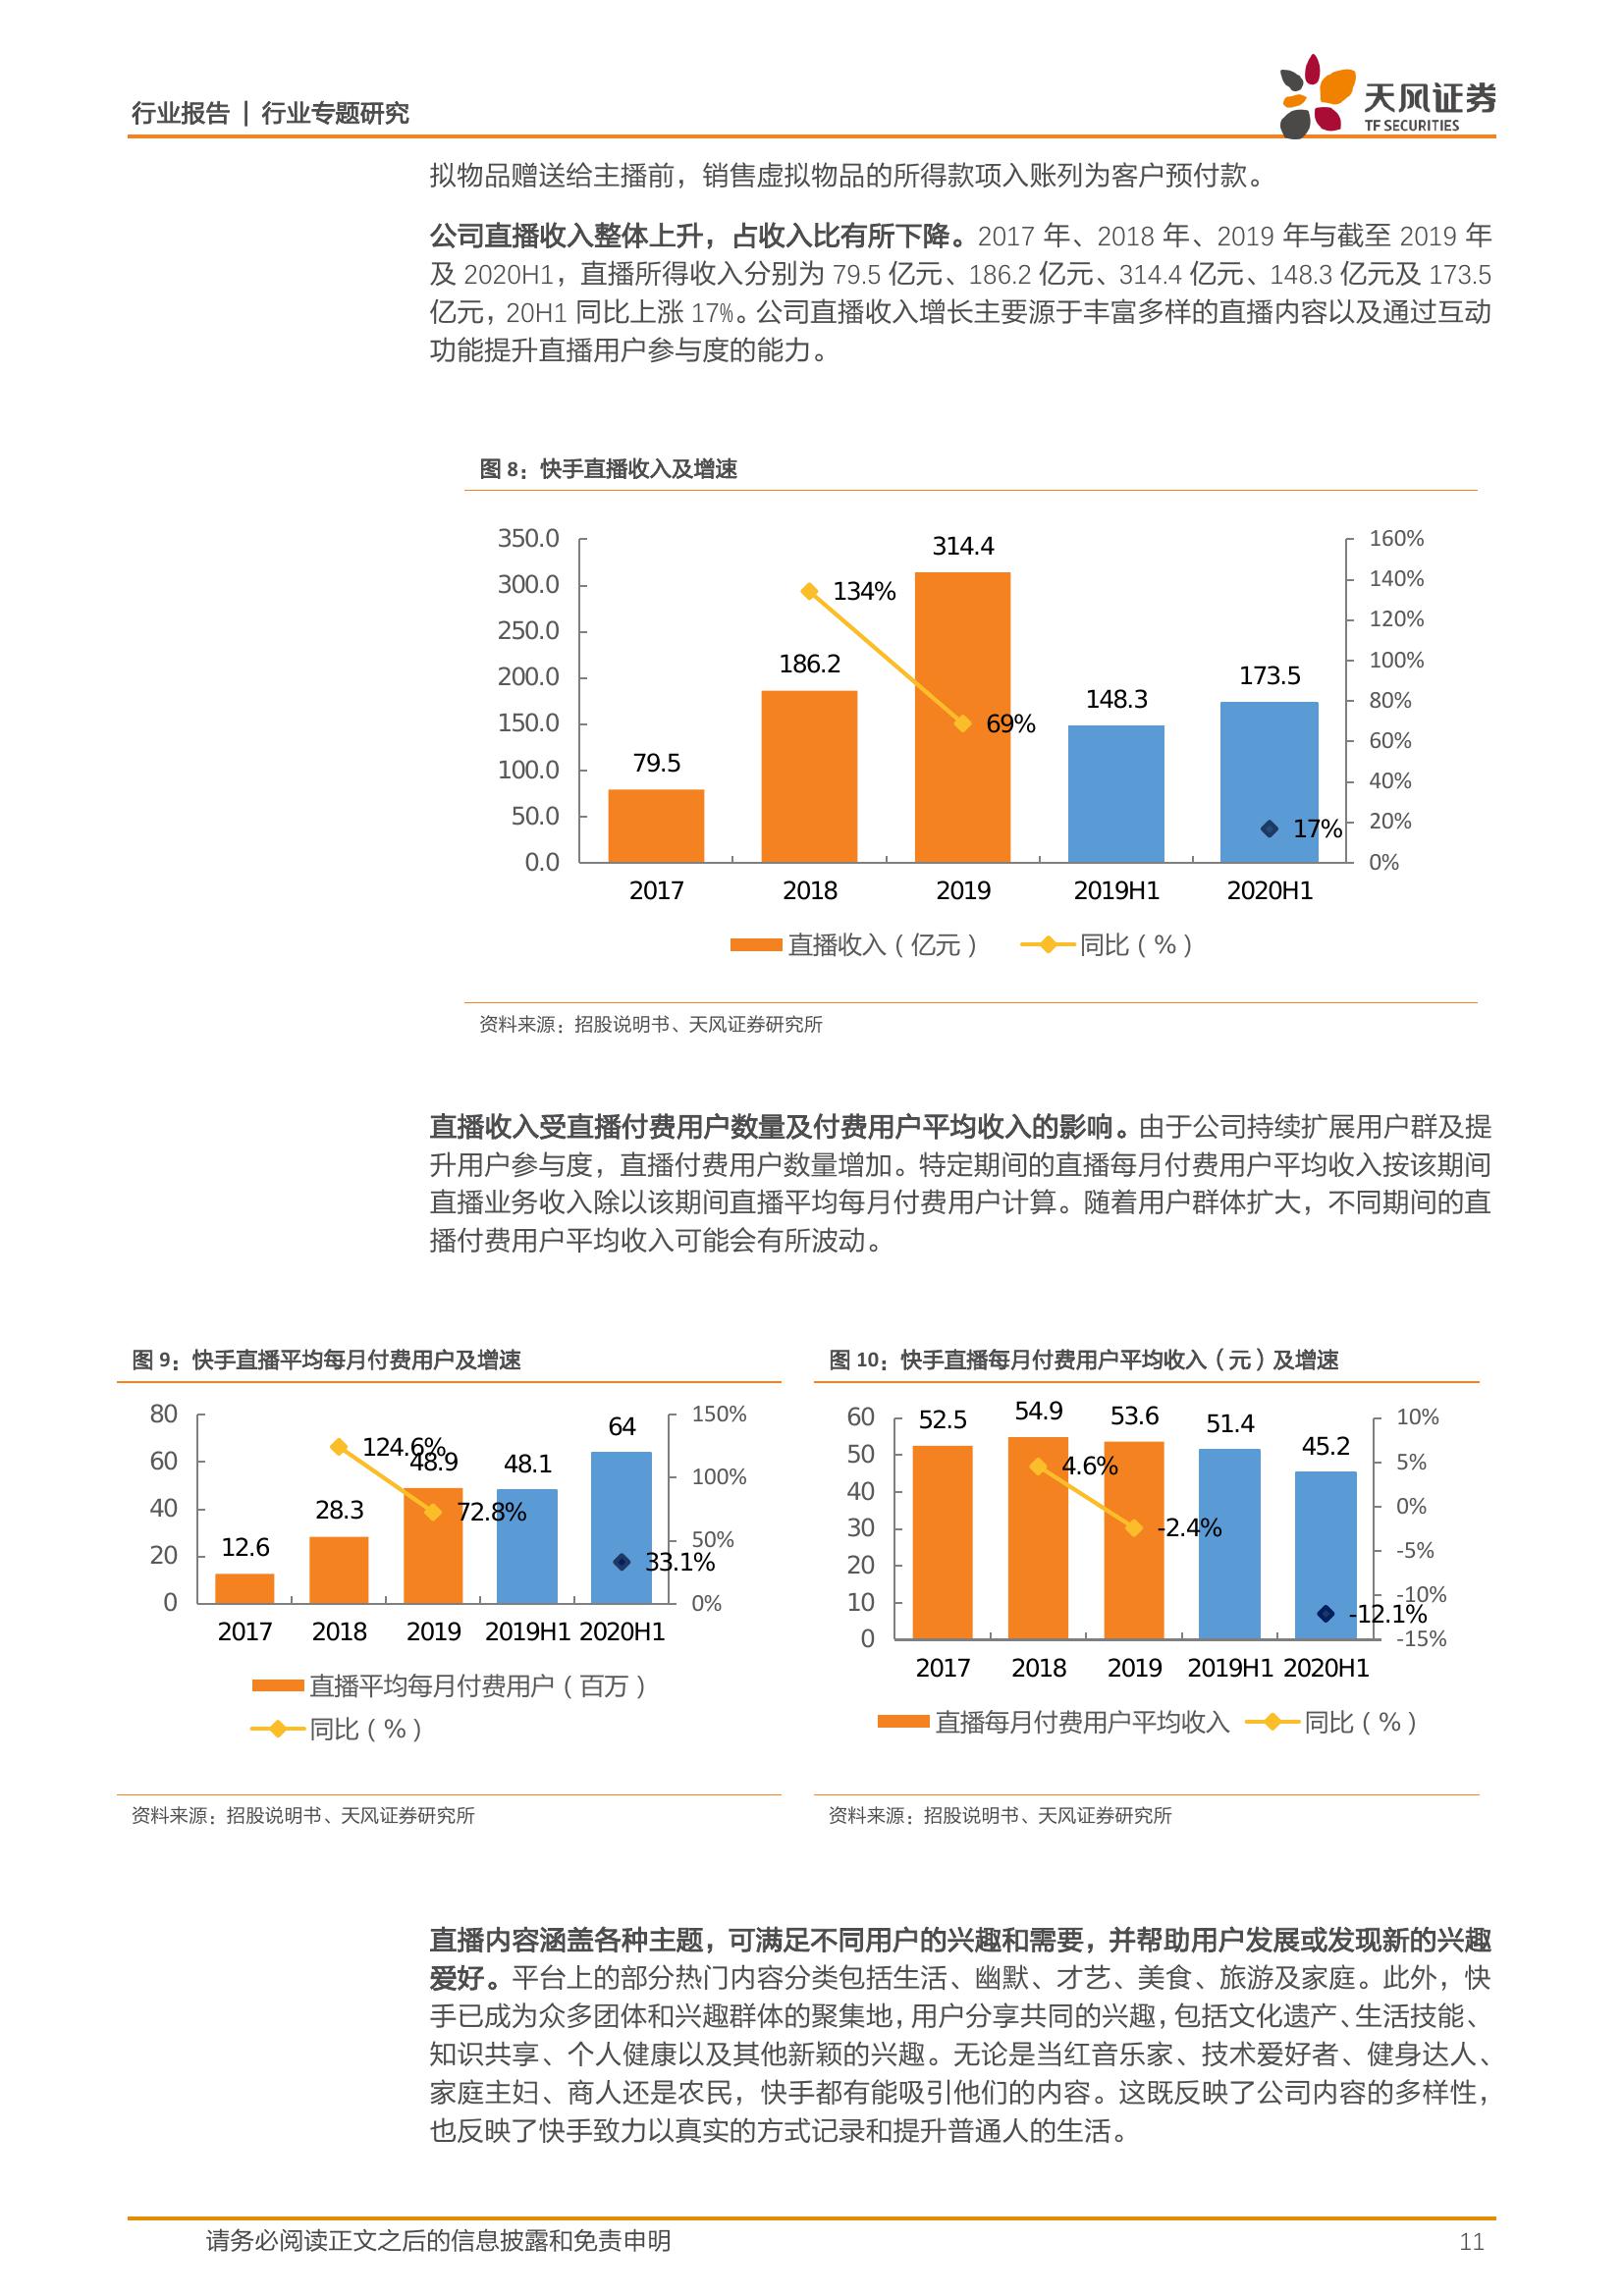 行业报告 | 行业专题研究
天风证券
TF SECURITIES
拟物品赠送给主播前，销售虚拟物品的所得款项入账列为客户预付款。
公司直播收入整体上升，占收入比有所下降。2017 年、2018 年、2019 年与截至 2019 年
及 2020H1，直播所得收入分别为 79.5 亿元、186.2 亿元、314.4 亿元、148.3 亿元及 173.5
亿元，20H1 同比上涨 17%。公司直播收入增长主要源于丰富多样的直播内容以及通过互动
功能提升直播用户参与度的能力。
图 8：快手直播收入及增速
350.0
300.0
250.0
200.0
150.0
100.0
50.0
0.0
160%
140%
120%
100%
80%
60%
40%
20%
0%
79.5
186.2
314.4
148.3
173.5
134%
69%
17%
2017 2018 2019 2019H1 2020H1
直播收入（亿元） 同比（%）
资料来源：招股说明书、天风证券研究所
直播收入受直播付费用户数量及付费用户平均收入的影响。由于公司持续扩展用户群及提
升用户参与度，直播付费用户数量增加。特定期间的直播每月付费用户平均收入按该期间
直播业务收入除以该期间直播平均每月付费用户计算。随着用户群体扩大，不同期间的直
播付费用户平均收入可能会有所波动。
图 9：快手直播平均每月付费用户及增速
80
60
40
20
0
150%
100%
50%
0%
12.6
28.3
48.9
48.1
64
124.6%
72.8%
33.1%
2017 2018 2019 2019H1 2020H1
直播平均每月付费用户（百万）
同比（%）
资料来源：招股说明书、天风证券研究所
图 10：快手直播每月付费用户平均收入（元）及增速
60
50
40
30
20
10
0
10%
5%
0%
-5%
-10%
-15%
52.5
54.9
53.6
51.4
45.2
4.6%
-2.4%
-12.1%
2017 2018 2019 2019H1 2020H1
直播每月付费用户平均收入 同比（%）
资料来源：招股说明书、天风证券研究所
直播内容涵盖各种主题，可满足不同用户的兴趣和需要，并帮助用户发展或发现新的兴趣
爱好。平台上的部分热门内容分类包括生活、幽默、才艺、美食、旅游及家庭。此外，快
手已成为众多团体和兴趣群体的聚集地，用户分享共同的兴趣，包括文化遗产、生活技能、
知识共享、个人健康以及其他新颖的兴趣。无论是当红音乐家、技术爱好者、健身达人、
家庭主妇、商人还是农民，快手都有能吸引他们的内容。这既反映了公司内容的多样性，
也反映了快手致力以真实的方式记录和提升普通人的生活。
请务必阅读正文之后的信息披露和免责申明
11